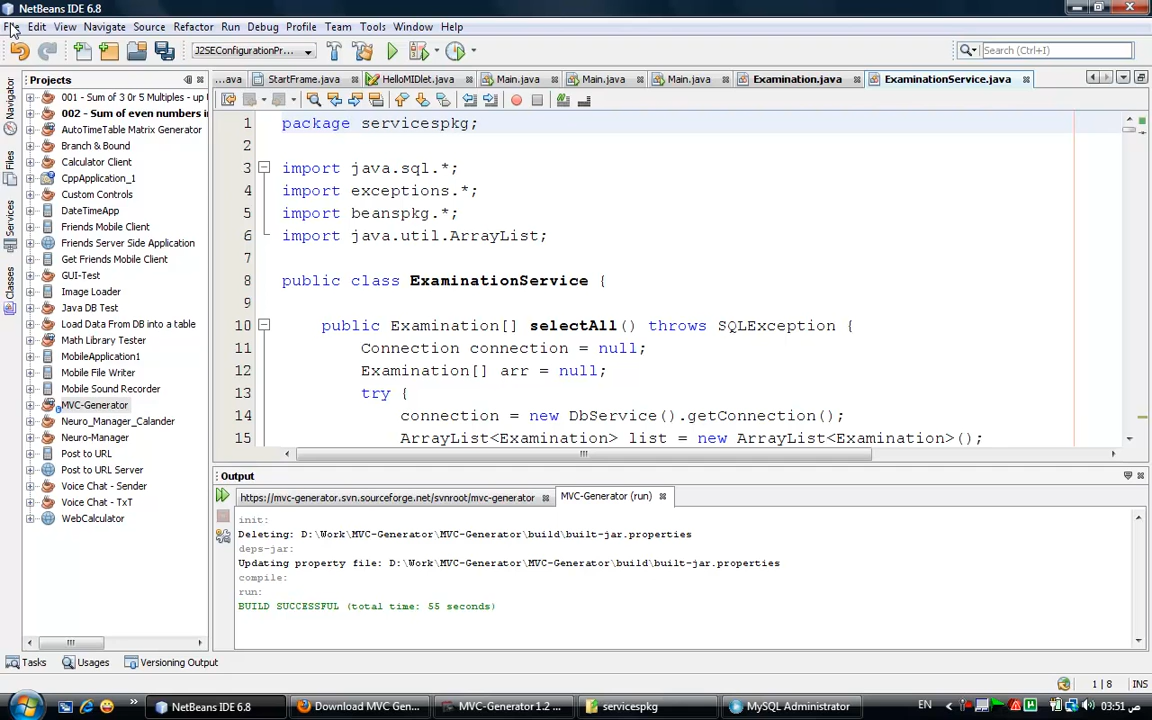 NetBeans IDE 6.8
File Edit View Navigate Source Refactor Run Debug Profile Team Tools Window Help
J2SEConfigurationPr...
Search (Ctrl+I)
Projects
...ava StartFrame.java HelloMIDlet.java Main.java Main.java Main.java Examination.java ExaminationService.java
Navigator
Files
Services
Classes
001 - Sum of 3 0r 5 Multiples - up
002 - Sum of even numbers i
AutoTimeTable Matrix Generator
Branch & Bound
Calculator Client
CppApplication_1
Custom Controls
DateTimeApp
Friends Mobile Client
Friends Server Side Application
Get Friends Mobile Client
GUI-Test
Image Loader
Java DB Test
Load Data From DB into a table
Math Library Tester
MobileApplication1
Mobile File Writer
Mobile Sound Recorder
MVC-Generator
Neuro_Manager_Calander
Neuro-Manager
Post to URL
Post to URL Server
Voice Chat - Sender
Voice Chat - TxT
WebCalculator
1 package servicespkg;
2
3 import java.sql.*;
4 import exceptions.*;
5 import beanspkg.*;
6 import java.util.ArrayList;
7
8 public class ExaminationService {
9
10 public Examination[] selectAll() throws SQLException {
11 Connection connection = null;
12 Examination[] arr = null;
13 try {
14 connection = new DbService().getConnection();
15 ArrayList<Examination> list = new ArrayList<Examination>();
Output
https://mvc-generator.svn.sourceforge.net/svnroot/mvc-generator MVC-Generator (run)
init:
Deleting: D:\Work\MVC-Generator\MVC-Generator\build\built-jar.properties
deps-jar:
Updating property file: D:\Work\MVC-Generator\MVC-Generator\build\built-jar.properties
compile:
run:
BUILD SUCCESSFUL (total time: 55 seconds)
Tasks Usages Versioning Output
1 | 8 INS
NetBeans IDE 6.8 Download MVC Gen... MVC-Generator 1.2 ... servicespkg MySQL Administrator EN 03:51 ص